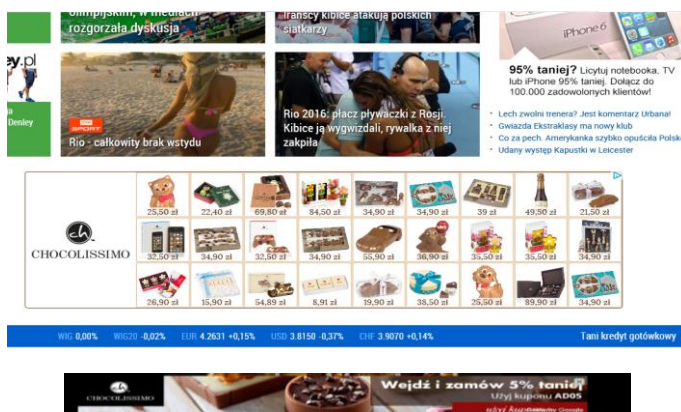 olimpijskim, w mediach
rozgorzała dyskusja
Iranscy kibice atakują polskich
siatkarzy
iPhone 6
ey.pl
Denley
95% taniej? Licytuj notebooka, TV
lub iPhone 95% taniej. Dołącz do
100.000 zadowolonych klientów!
TYLKO
SPORT
Rio - całkowity brak wstydu
Rio 2016: płacz pływaczki z Rosji.
Kibice ją wygwizdali, rywalka z niej
zakpiła
Lech zwolni trenera? Jest komentarz Urbana!
Gwiazda Ekstraklasy ma nowy klub
Co za pech. Amerykanka szybko opuściła Polsk
Udany występ Kapustki w Leicester
ch
CHOCOLISSIMO
25,50 zł 22,40 zł 69,80 zł 84,50 zł 34,90 zł 34,90 zł 39 zł 49,50 zł 21,50 zł
32,50 zł 34,90 zł 32,50 zł 34,90 zł 55,90 zł 36,90 zł 35,50 zł 35,50 zł 34,90 zł
26,90 zł 15,90 zł 54,89 zł 8,91 zł 19,90 zł 38,50 zł 25,50 zł 89,90 zł 34,90 zł
WIG 0,00% WIG20 -0,02% EUR 4.2631 +0,15% USD 3.8150 -0,37% CHF 3.9070 +0,14% Tani kredyt gotówkowy
CHOCOLISSIMO
Wejdź i zamów 5% taniej
Użyj kuponu AD05